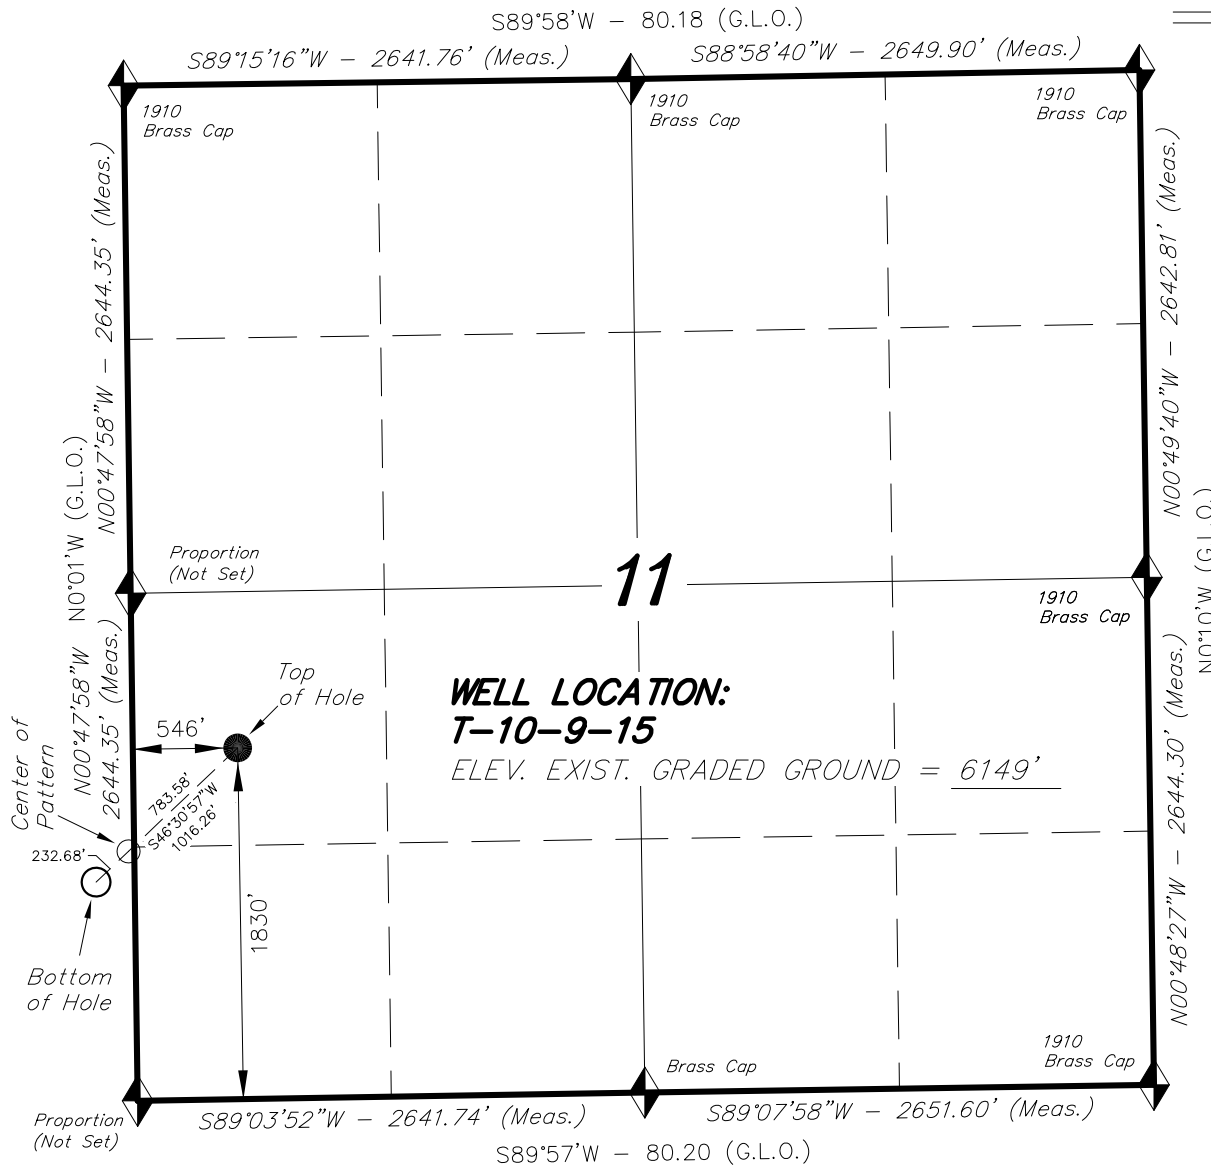 S89°58'W - 80.18 (G.L.O.)
S89°15'16"W - 2641.76' (Meas.)
S88°58'40"W - 2649.90' (Meas.)
1910
Brass Cap
1910
Brass Cap
1910
Brass Cap
N00°47'58"W - 2644.35' (Meas.)
N00°49'40"W - 2642.81' (Meas.)
N0°01'W (G.L.O.)
N0°10'W (G.L.O.)
Proportion
(Not Set)
11
1910
Brass Cap
N00°47'58"W
2644.35' (Meas.)
Top
of Hole
WELL LOCATION:
T-10-9-15
ELEV. EXIST. GRADED GROUND = 6149'
546'
Center of
Pattern
783.58'
S46°30'57"W
1016.26'
232.68'
1830'
Bottom
of Hole
N00°48'27"W - 2644.30' (Meas.)
Brass Cap
1910
Brass Cap
Proportion
(Not Set)
S89°03'52"W - 2641.74' (Meas.)
S89°07'58"W - 2651.60' (Meas.)
S89°57'W - 80.20 (G.L.O.)